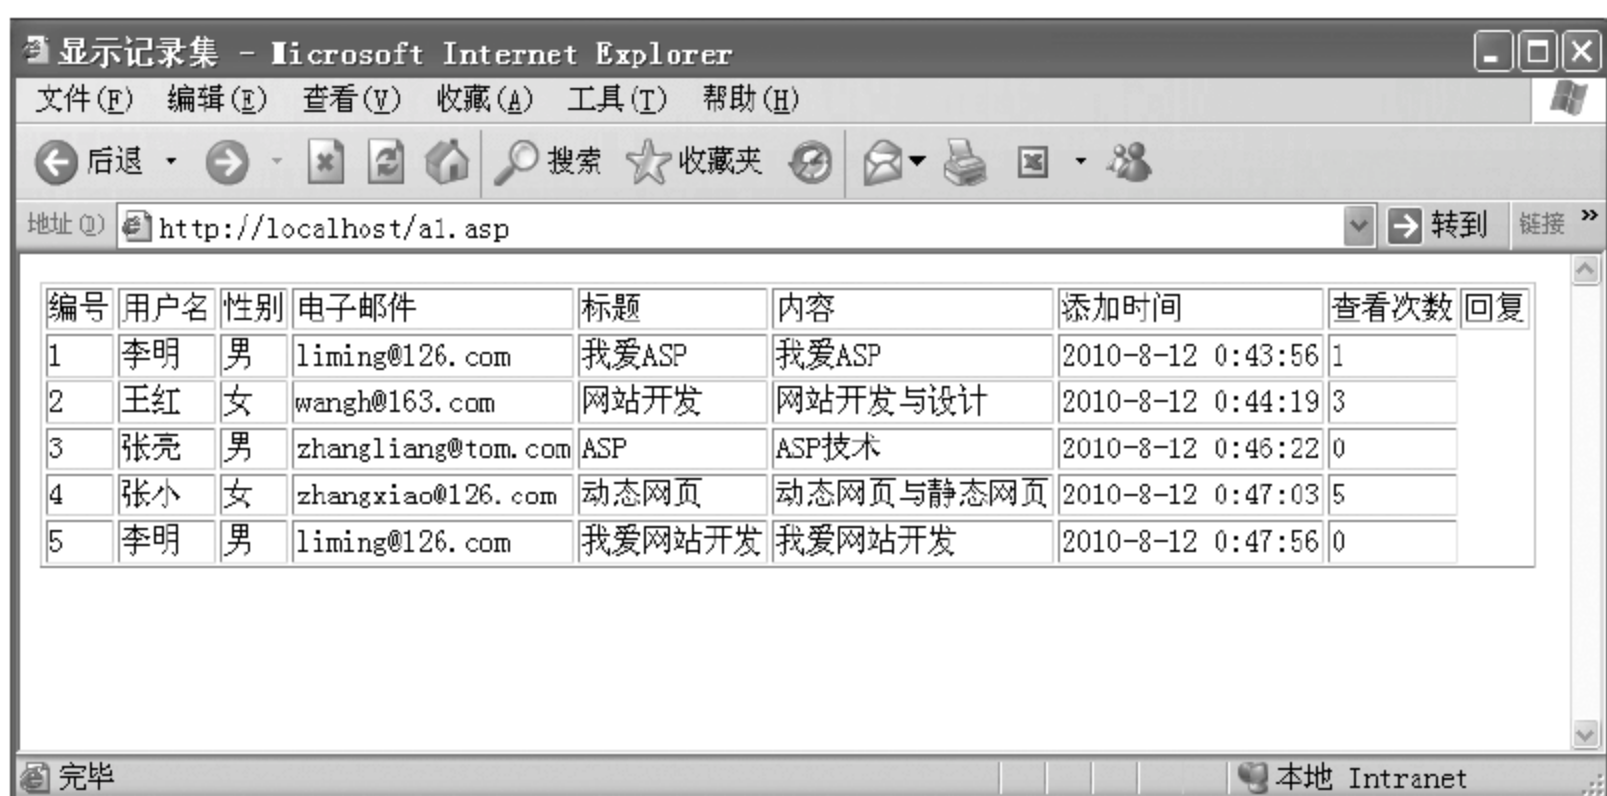 显示记录集 - Microsoft Internet Explorer
文件(F) 编辑(E) 查看(V) 收藏(A) 工具(T) 帮助(H)
后退 搜索 收藏夹
地址(D) http://localhost/a1.asp 转到 链接 »
编号 用户名 性别 电子邮件 标题 内容 添加时间 查看次数 回复
1 李明 男 liming@126.com 我爱ASP 我爱ASP 2010-8-12 0:43:56 1
2 王红 女 wangh@163.com 网站开发 网站开发与设计 2010-8-12 0:44:19 3
3 张亮 男 zhangliang@tom.com ASP ASP技术 2010-8-12 0:46:22 0
4 张小 女 zhangxiao@126.com 动态网页 动态网页与静态网页 2010-8-12 0:47:03 5
5 李明 男 liming@126.com 我爱网站开发 我爱网站开发 2010-8-12 0:47:56 0
完毕 本地 Intranet